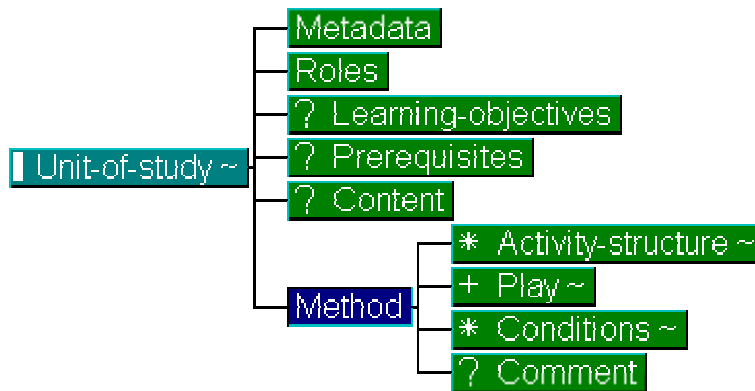 Metadata
Roles
? Learning-objectives
Unit-of-study ~
? Prerequisites
? Content
* Activity-structure ~
Method
+ Play ~
* Conditions ~
? Comment